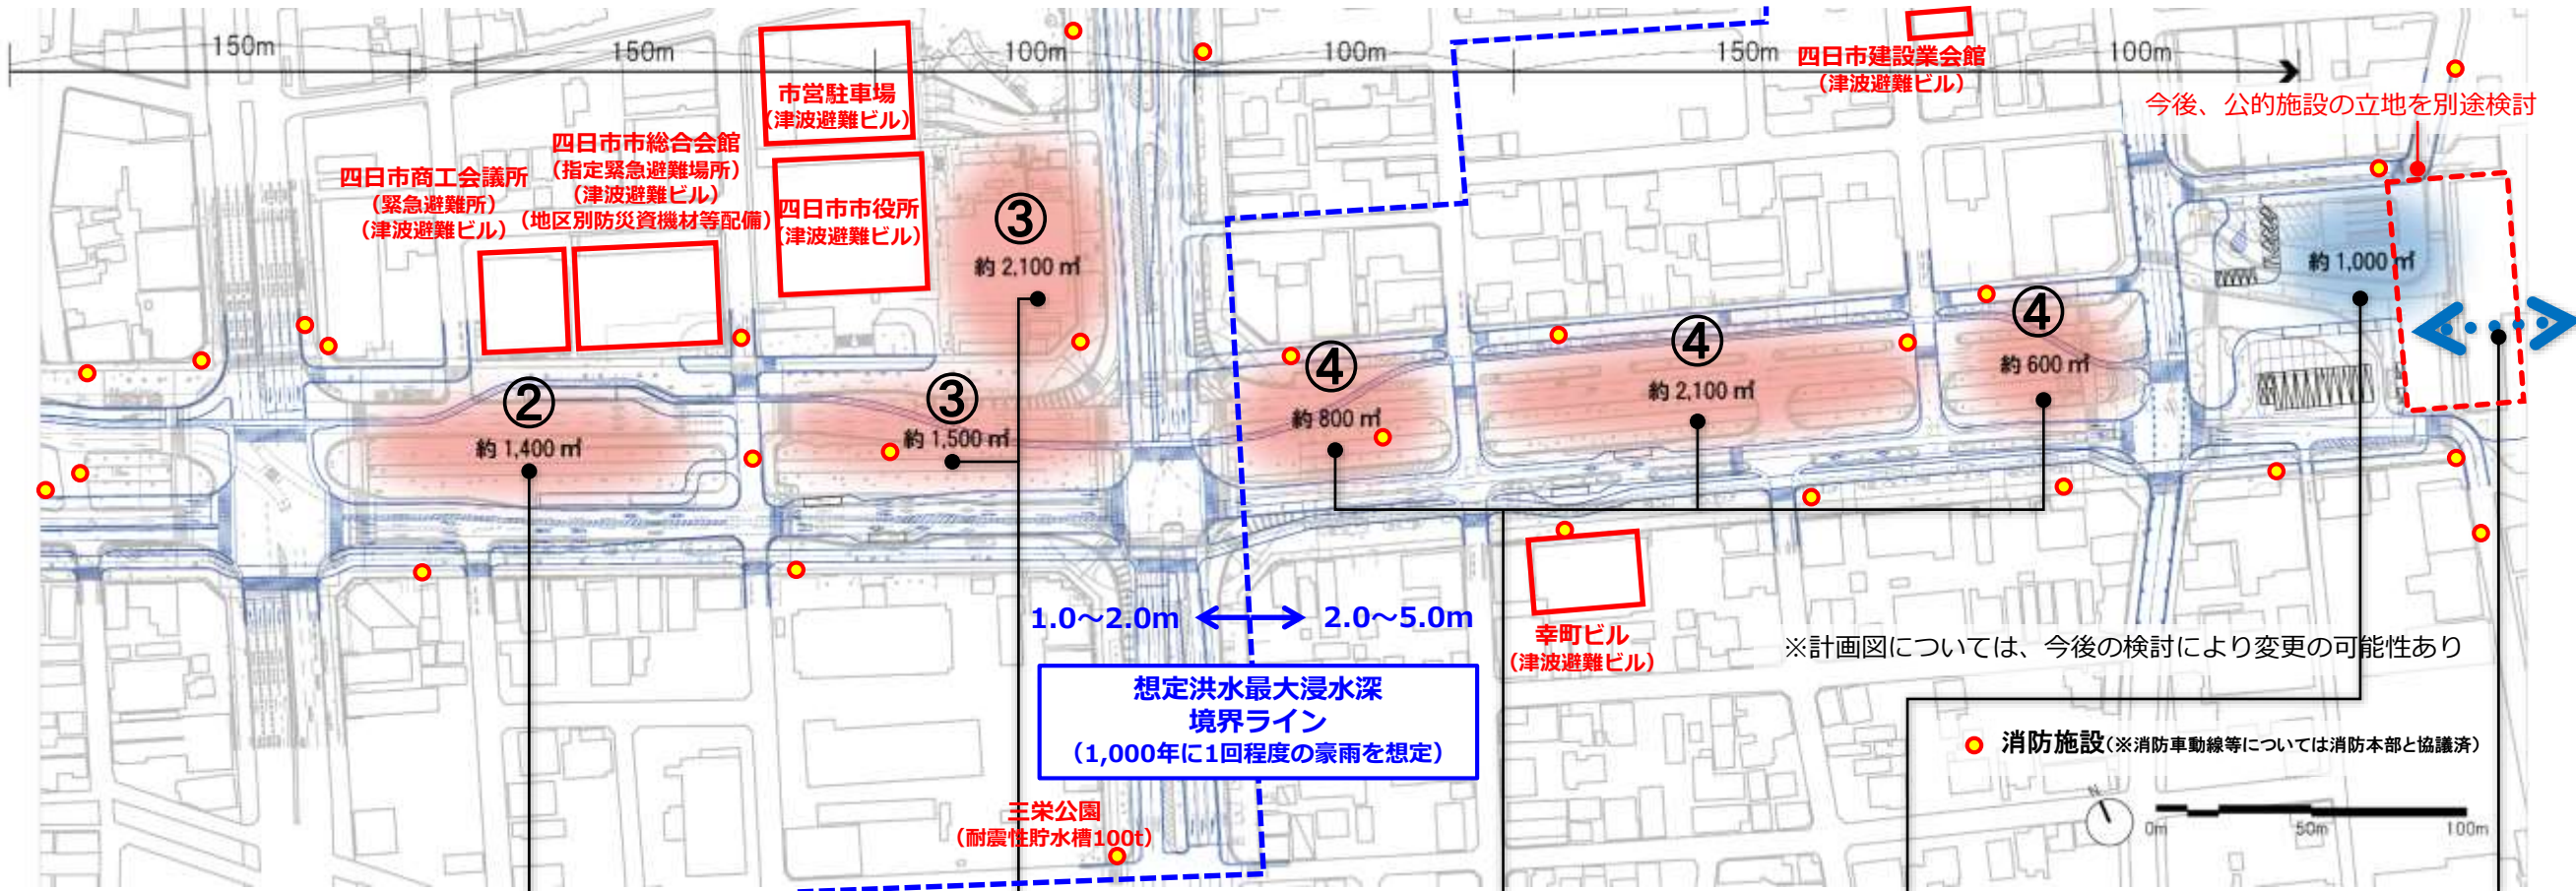 150m
150m
100m
100m
150m
100m
四日市建設業会館
（津波避難ビル）
今後、公的施設の立地を別途検討
市営駐車場
（津波避難ビル）
四日市市総合会館
（指定緊急避難場所）
（津波避難ビル）
（地区別防災資機材等配備）
四日市商工会議所
（緊急避難所）
（津波避難ビル）
四日市市役所
（津波避難ビル）
③
約 2,100 ㎡
約 1,000 ㎡
②
約 1,400 ㎡
③
約 1,500 ㎡
④
約 800 ㎡
④
約 2,100 ㎡
④
約 600 ㎡
1.0～2.0m
2.0～5.0m
幸町ビル
（津波避難ビル）
※計画図については、今後の検討により変更の可能性あり
想定洪水最大浸水深
境界ライン
（1,000年に1回程度の豪雨を想定）
消防施設（※消防車動線等については消防本部と協議済）
三栄公園
（耐震性貯水槽100t）
N
0m
50m
100m